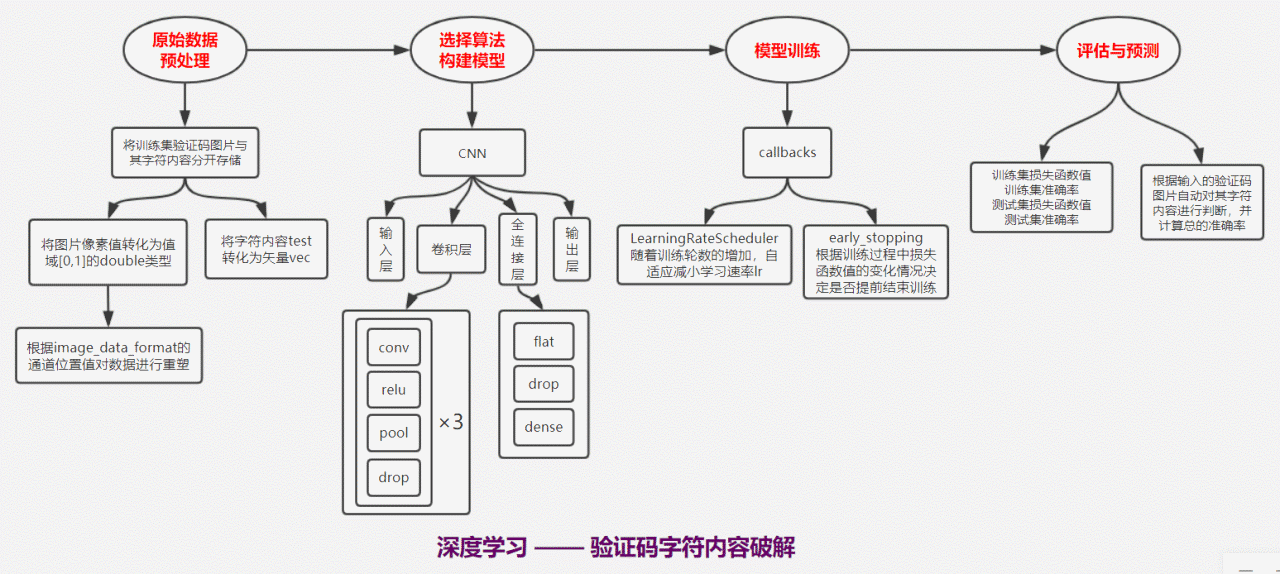 原始数据
预处理
选择算法
构建模型
模型训练
评估与预测
将训练集验证码图片与
其字符内容分开存储
将图片像素值转化为值
域[0,1]的double类型
将字符内容test
转化为矢量vec
根据image_data_format的
通道位置值对数据进行重塑
CNN
输
入
层
卷积层
全
连
接
层
输
出
层
conv
relu
pool
drop
×3
flat
drop
dense
callbacks
LearningRateScheduler
随着训练轮数的增加，自
适应减小学习速率lr
early_stopping
根据训练过程中损失
函数值的变化情况决
定是否提前结束训练
训练集损失函数值
训练集准确率
测试集损失函数值
测试集准确率
根据输入的验证码
图片自动对其字符
内容进行判断，并
计算总的准确率
深度学习 —— 验证码字符内容破解